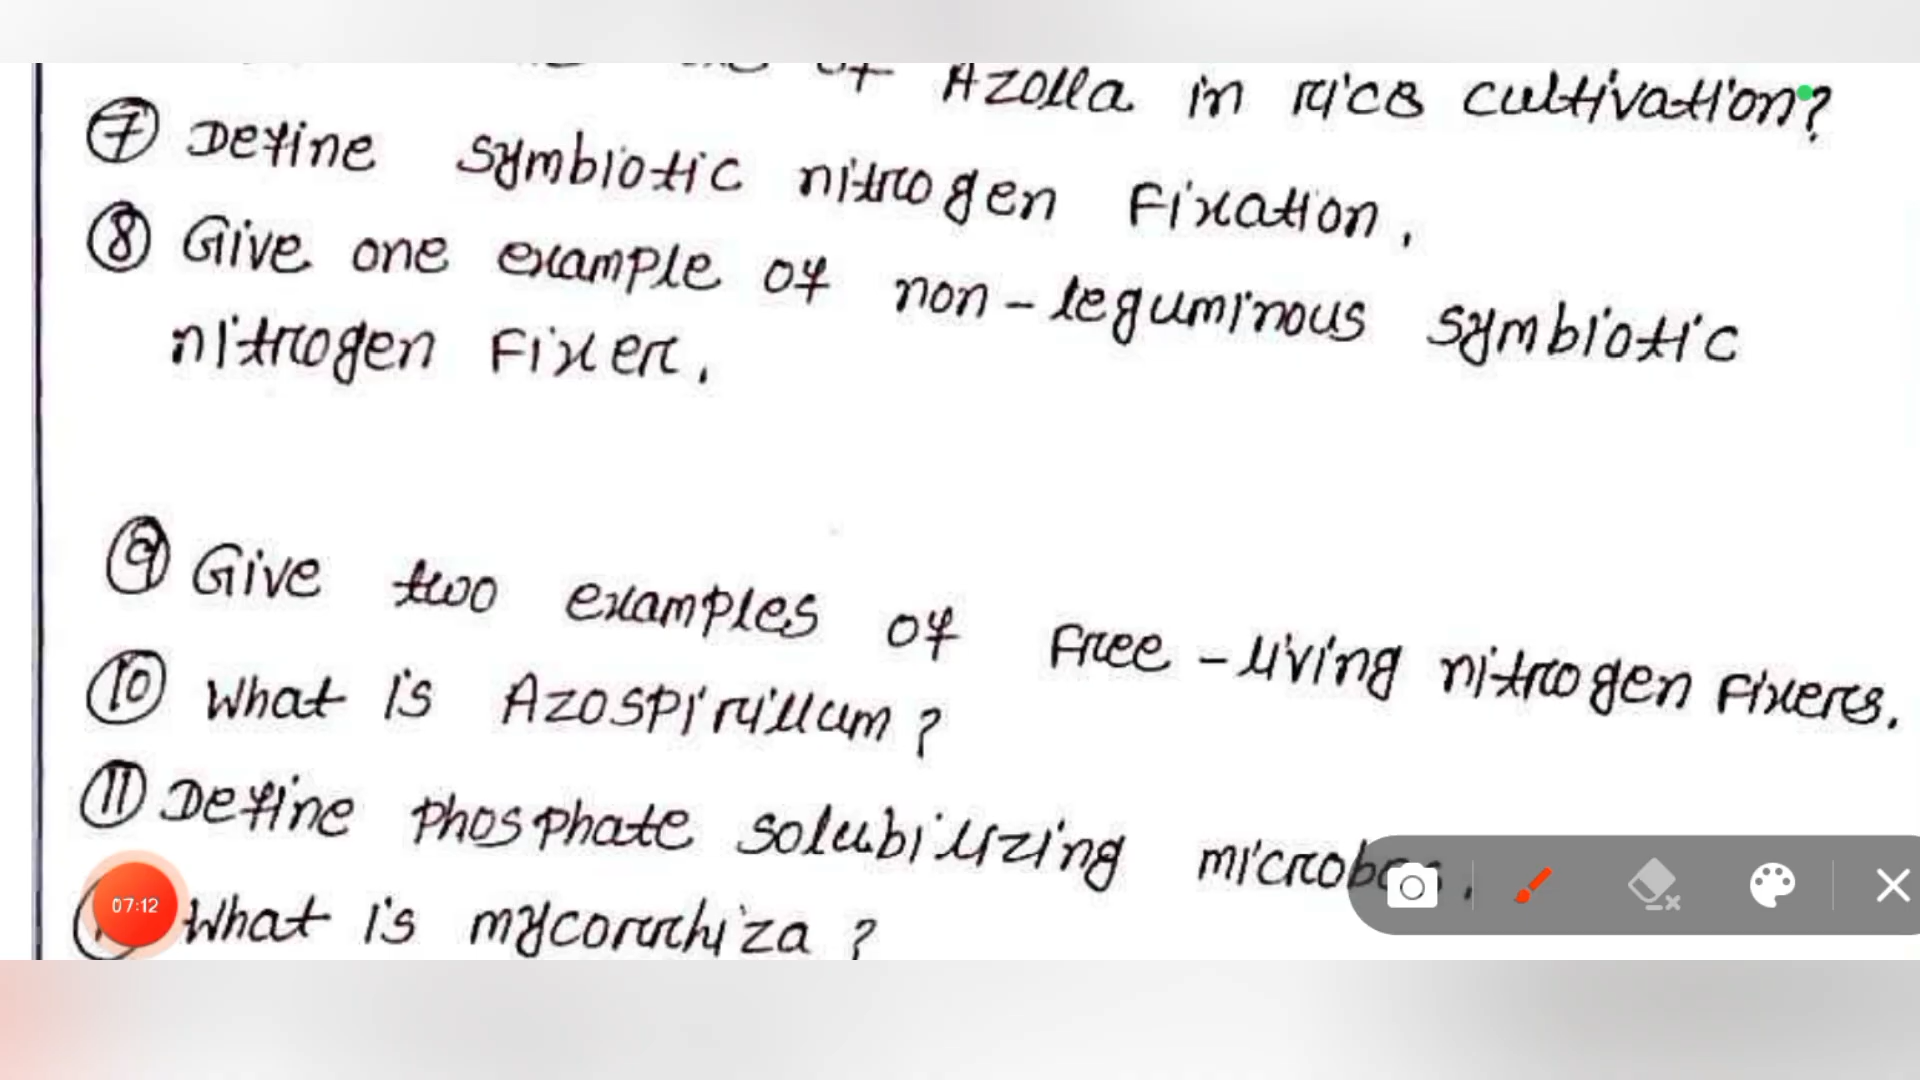 of Azolla in rice cultivation?
7 Define symbiotic nitrogen fixation.
8 Give one example of non-leguminous symbiotic
nitrogen fixer.
9 Give two examples of free-living nitrogen fixers.
10 What is Azospirillum?
11 Define phosphate solubilizing microbes.
What is mycorrhiza?
07:12